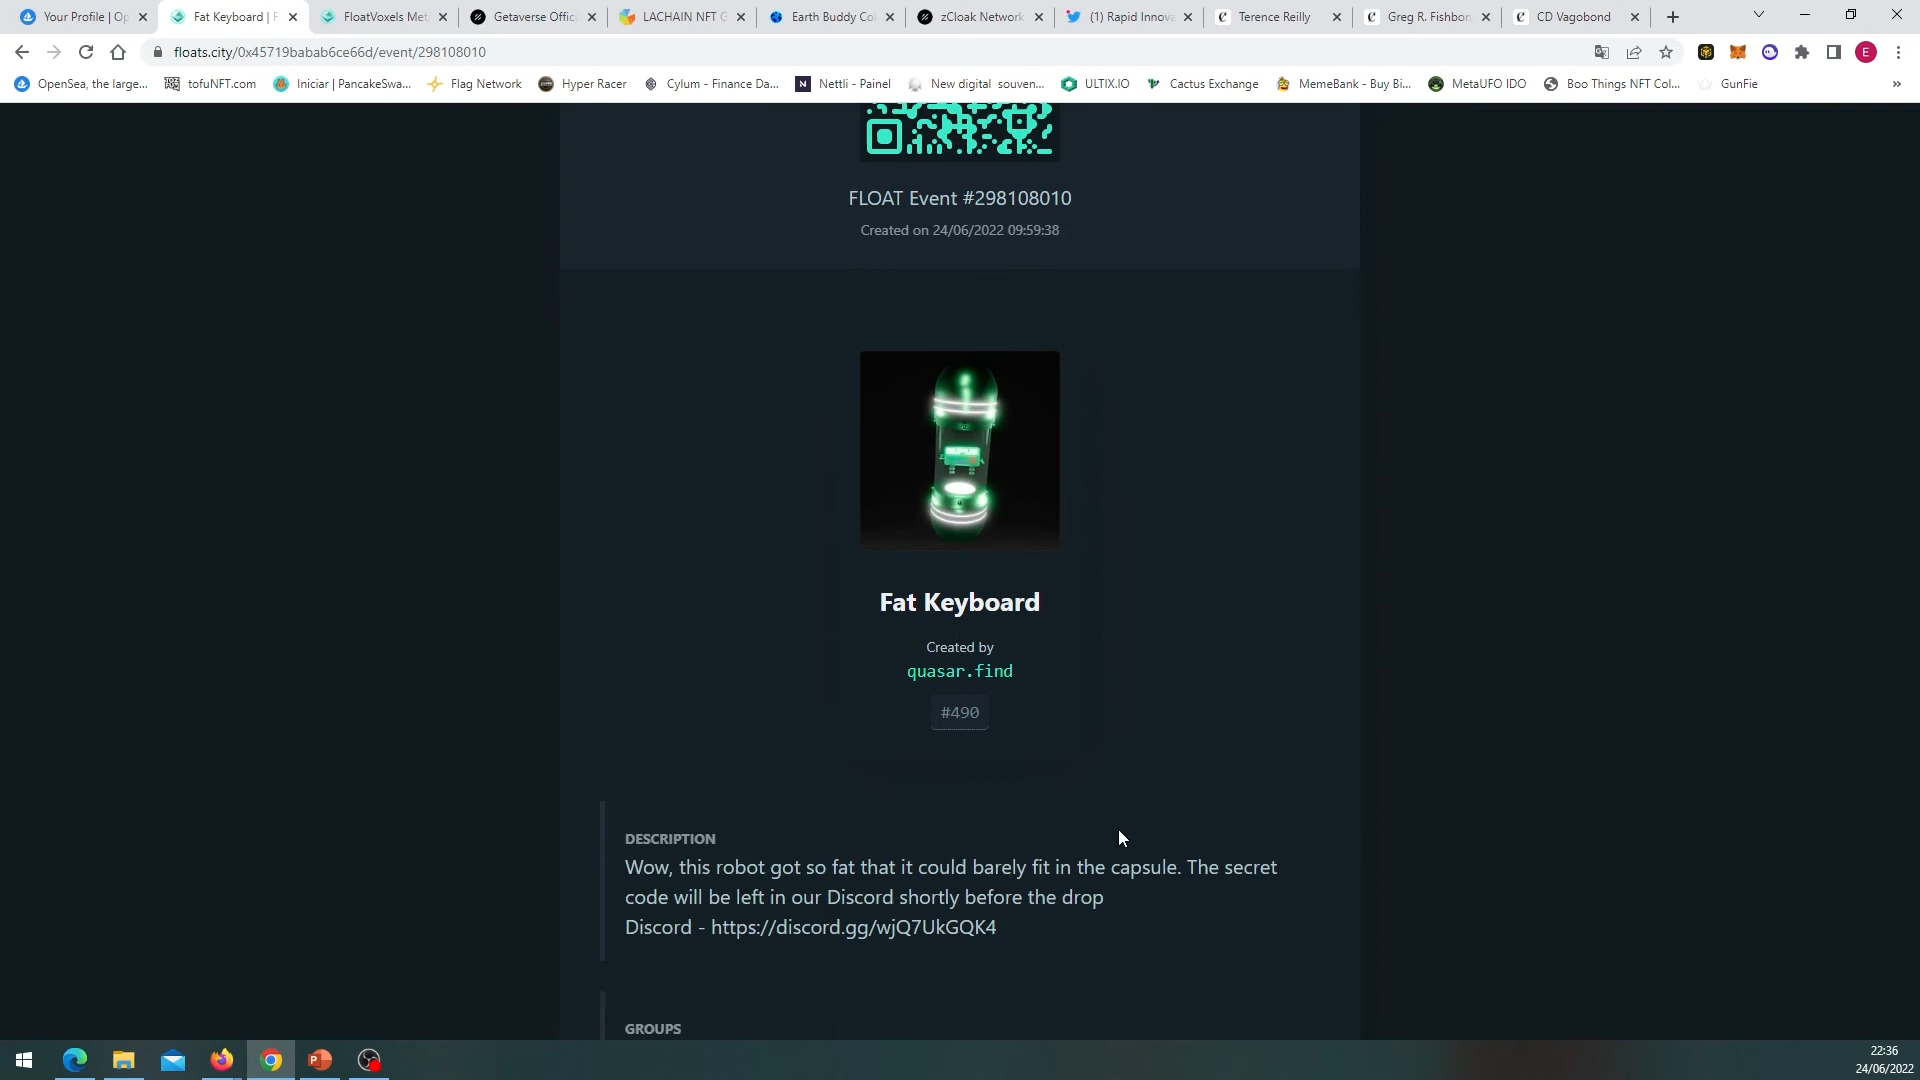 Your Profile | Op
Fat Keyboard | F
FloatVoxels Met
Getaverse Offici
LACHAIN NFT G
Earth Buddy Col
zCloak Network
(1) Rapid Innova
Terence Reilly
Greg R. Fishbon
CD Vagobond
floats.city/0x45719babab6ce66d/event/298108010
E
OpenSea, the large...
tofuNFT.com
Iniciar | PancakeSwa...
Flag Network
Hyper Racer
Cylum - Finance Da...
Nettli - Painel
New digital souven...
ULTIX.IO
Cactus Exchange
MemeBank - Buy Bi...
MetaUFO IDO
Boo Things NFT Col...
GunFie
»
FLOAT Event #298108010
Created on 24/06/2022 09:59:38
Fat Keyboard
Created by
quasar.find
#490
DESCRIPTION
Wow, this robot got so fat that it could barely fit in the capsule. The secret
code will be left in our Discord shortly before the drop
Discord - https://discord.gg/wjQ7UkGQK4
GROUPS
22:36
24/06/2022